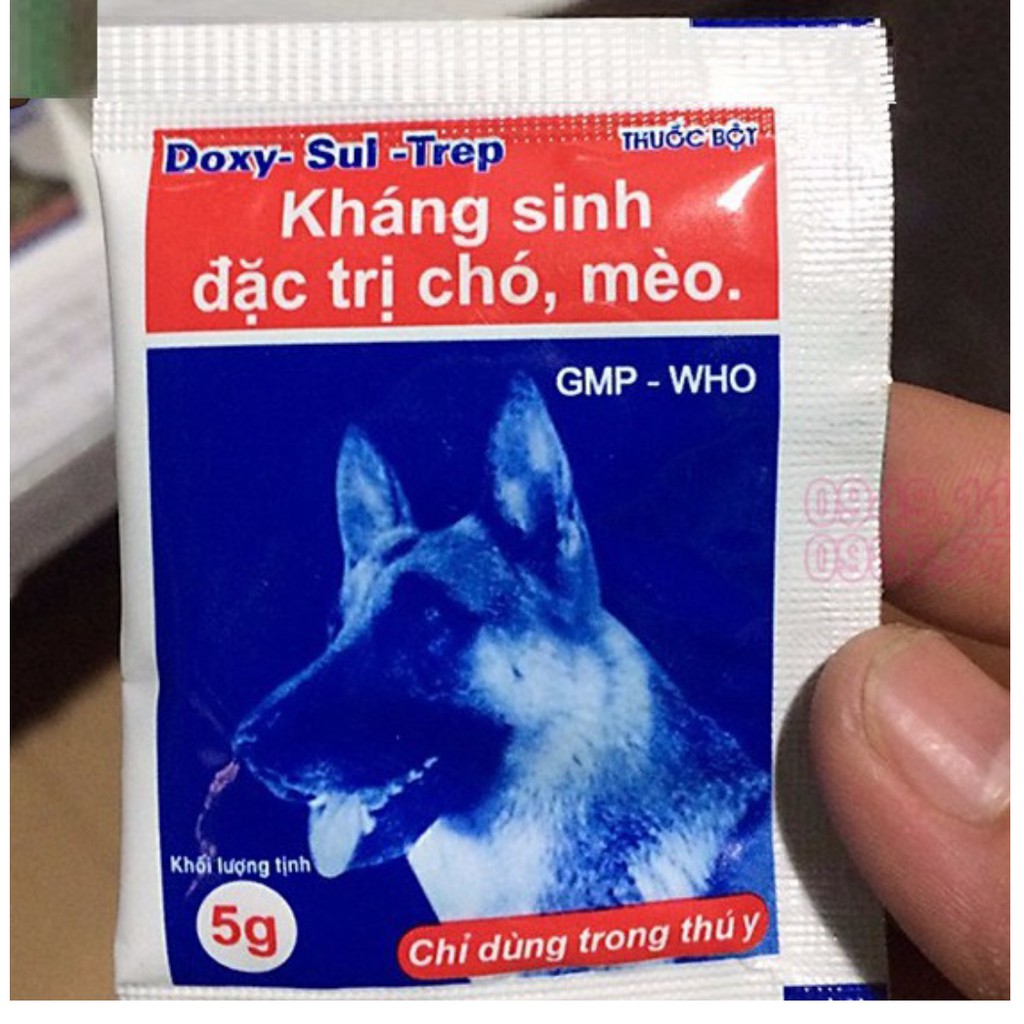 Doxy- Sul -Trep
THUỐC BỘT
Kháng sinh
đặc trị chó, mèo.
GMP - WHO
Khối lượng tịnh
5g
Chỉ dùng trong thú y